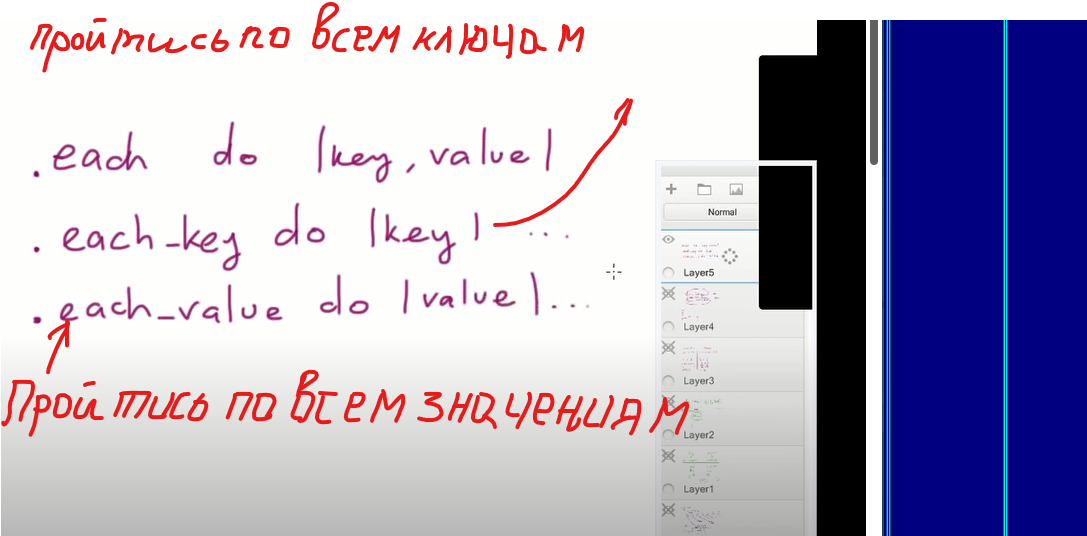 пройтись по всем ключам
.each do |key, value|
.each_key do |key| ...
.each_value do |value|...
Пройтись по всем значениям
Normal
Layer5
Layer4
Layer3
Layer2
Layer1